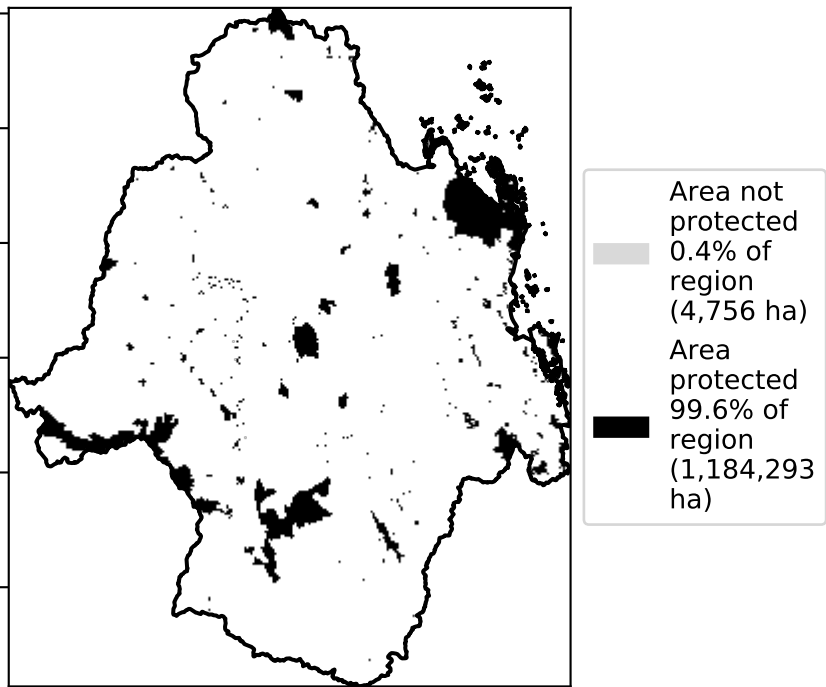 Area not
protected
0.4% of
region
(4,756 ha)
Area
protected
99.6% of
region
(1,184,293
ha)